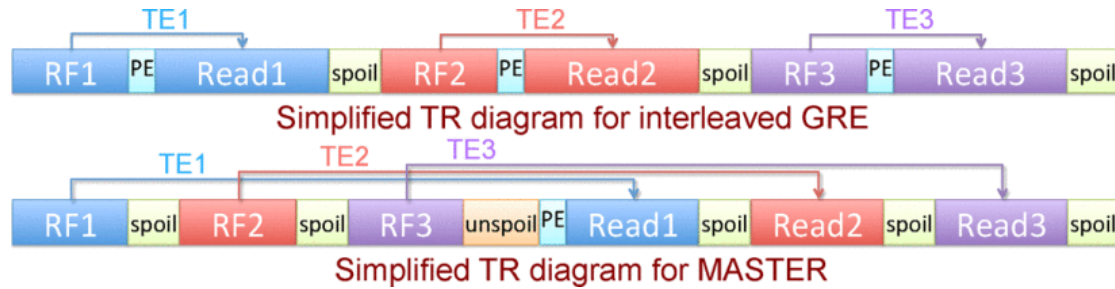 TE1 TE2 TE3
RF1 PE Read1 spoil RF2 PE Read2 spoil RF3 PE Read3 spoil
Simplified TR diagram for interleaved GRE
TE1 TE2 TE3
RF1 spoil RF2 spoil RF3 unspoil PE Read1 spoil Read2 spoil Read3 spoil
Simplified TR diagram for MASTER